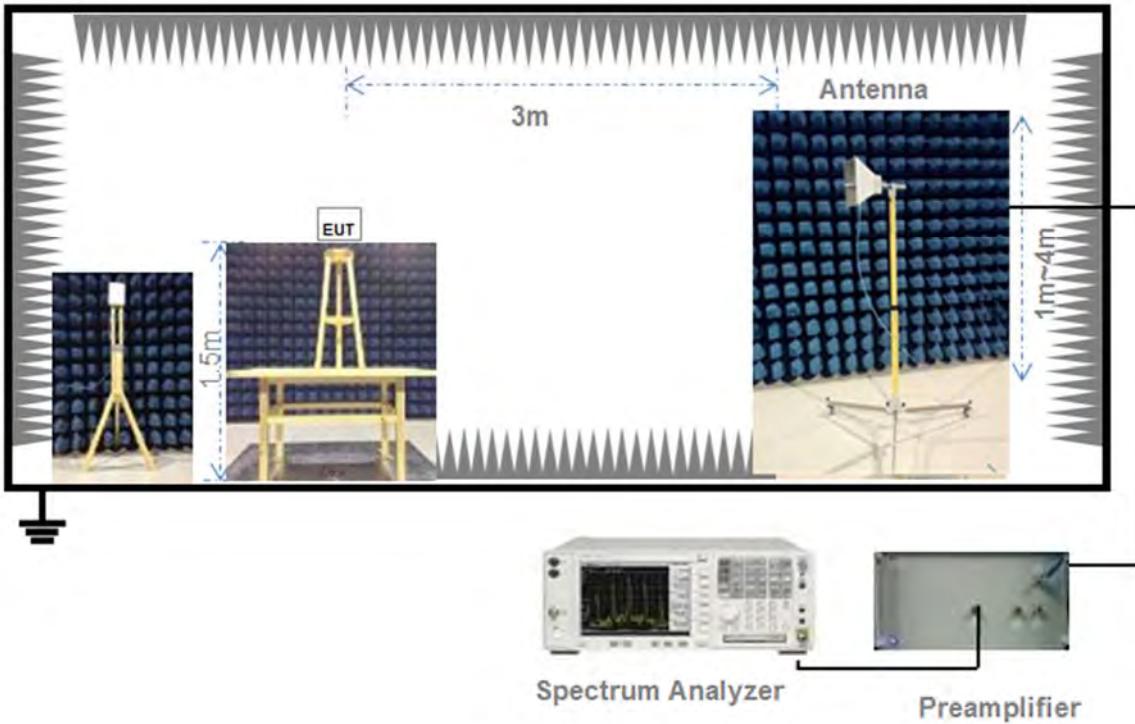 Antenna
3m
EUT
1.5m
1m~4m
Spectrum Analyzer
Preamplifier